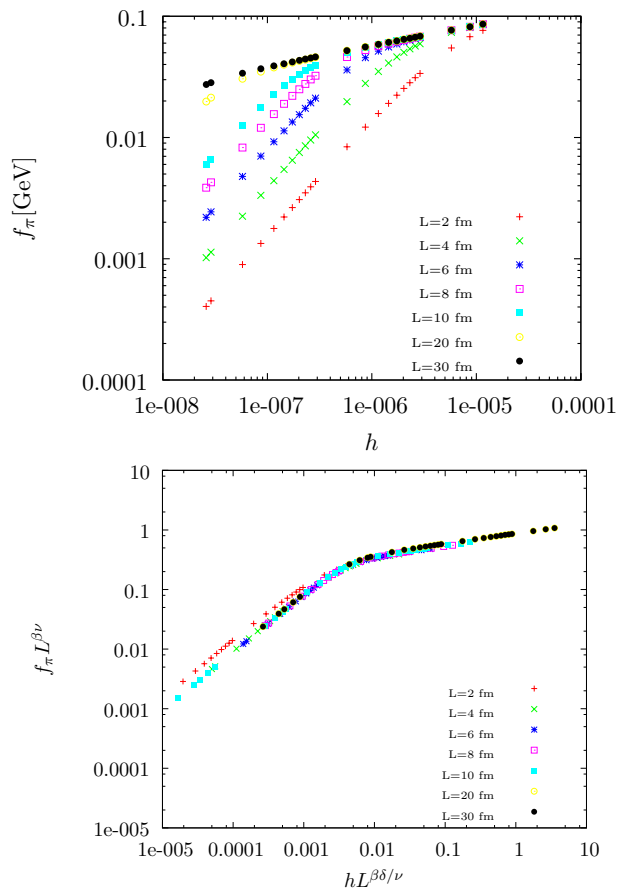 0.1
0.01
0.001
0.0001
f_π[GeV]
L=2 fm
L=4 fm
L=6 fm
L=8 fm
L=10 fm
L=20 fm
L=30 fm
1e-008 1e-007 1e-006 1e-005 0.0001
h
10
1
0.1
0.01
0.001
0.0001
1e-005
f_π L^{βν}
L=2 fm
L=4 fm
L=6 fm
L=8 fm
L=10 fm
L=20 fm
L=30 fm
1e-005 0.0001 0.001 0.01 0.1 1 10
hL^{βδ/ν}